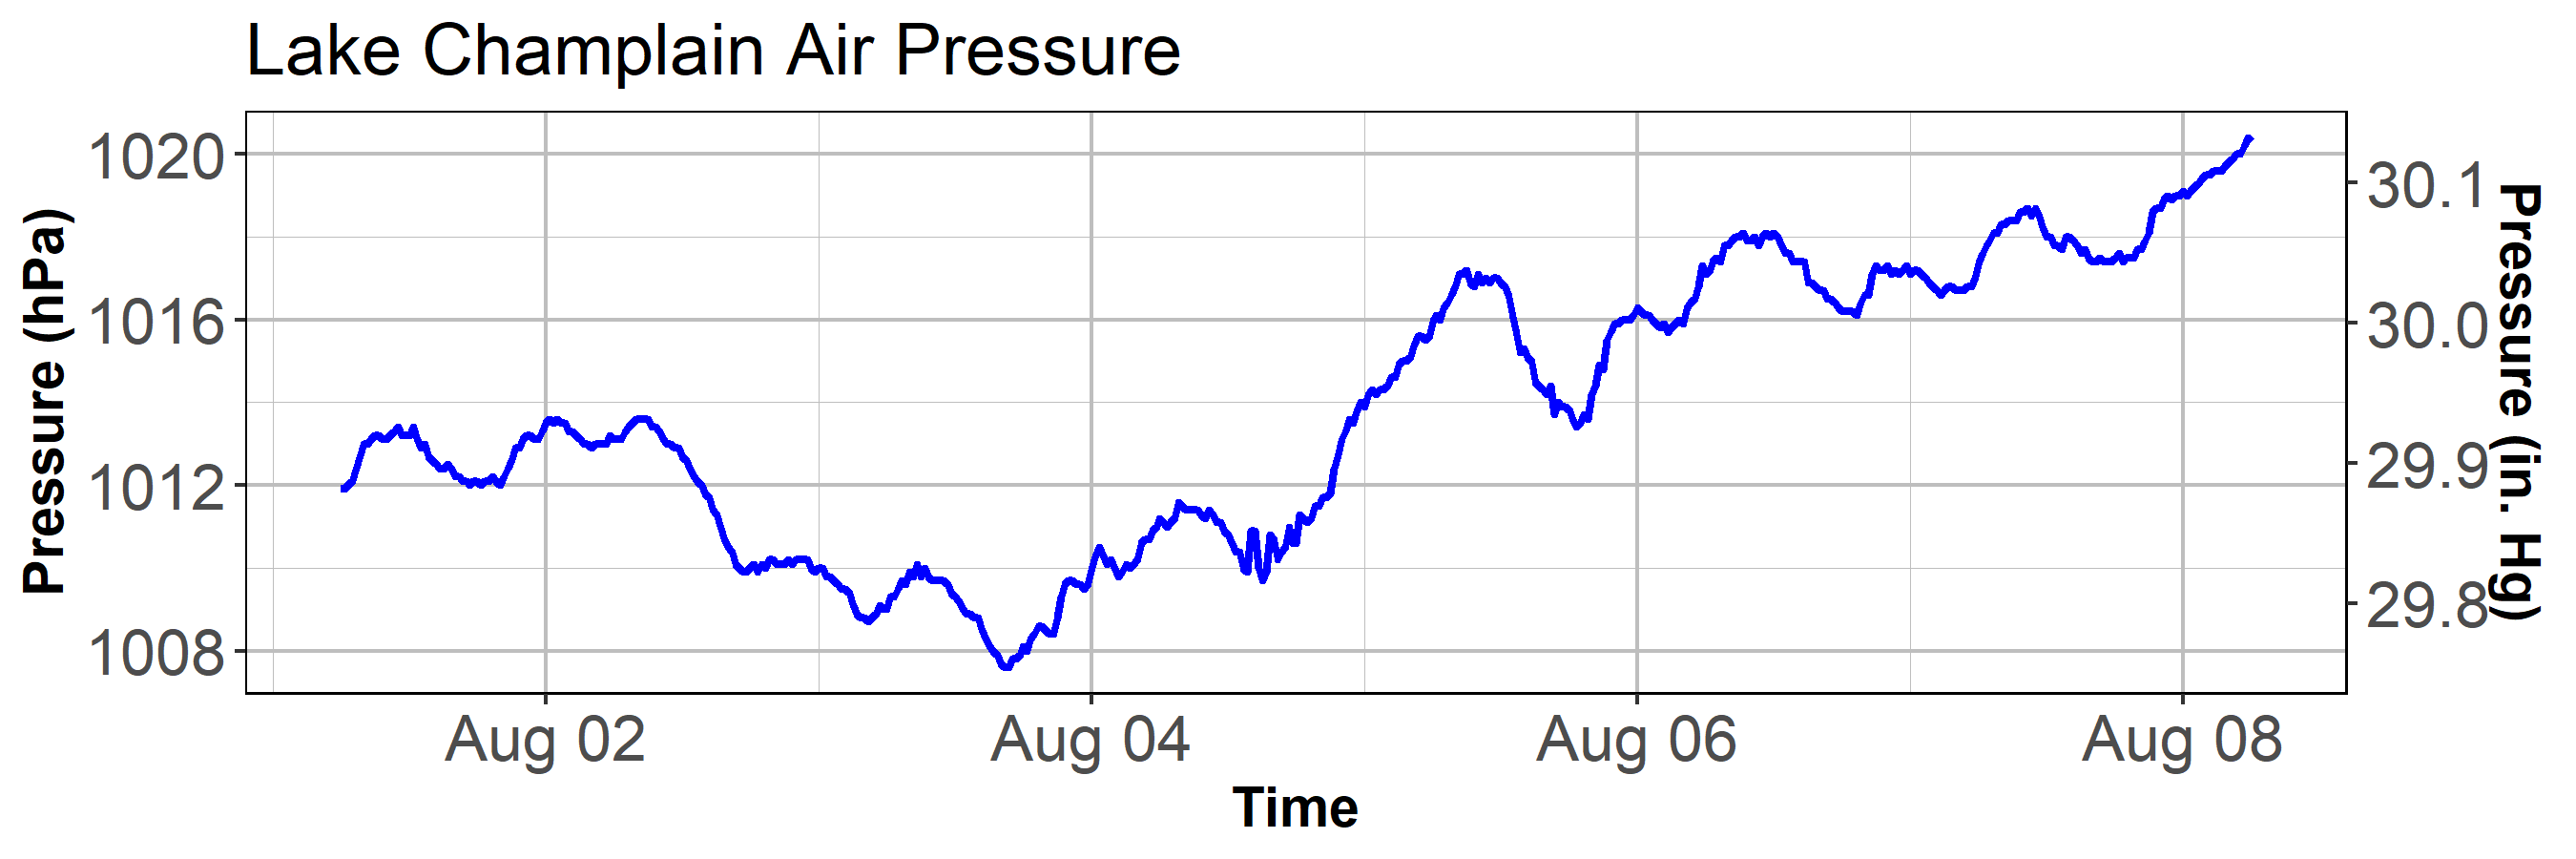 Lake Champlain Air Pressure
Pressure (hPa)
1020
1016
1012
1008
30.1
30.0
29.9
29.8
Pressure (in. Hg)
Aug 02 Aug 04 Aug 06 Aug 08
Time